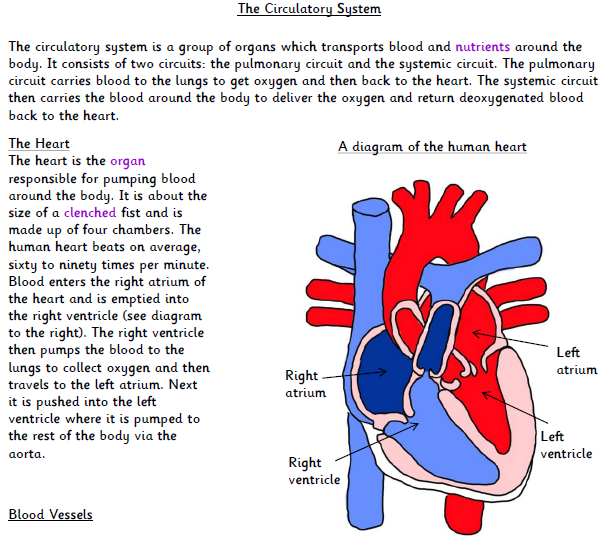 The Circulatory System
The circulatory system is a group of organs which transports blood and nutrients around the
body. It consists of two circuits: the pulmonary circuit and the systemic circuit. The pulmonary
circuit carries blood to the lungs to get oxygen and then back to the heart. The systemic circuit
then carries the blood around the body to deliver the oxygen and return deoxygenated blood
back to the heart.
The Heart
The heart is the organ
responsible for pumping blood
around the body. It is about the
size of a clenched fist and is
made up of four chambers. The
human heart beats on average,
sixty to ninety times per minute.
Blood enters the right atrium of
the heart and is emptied into
the right ventricle (see diagram
to the right). The right ventricle
then pumps the blood to the
lungs to collect oxygen and then
travels to the left atrium. Next
it is pushed into the left
ventricle where it is pumped to
the rest of the body via the
aorta.
A diagram of the human heart
Left
atrium
Right
atrium
Left
ventricle
Right
ventricle
Blood Vessels